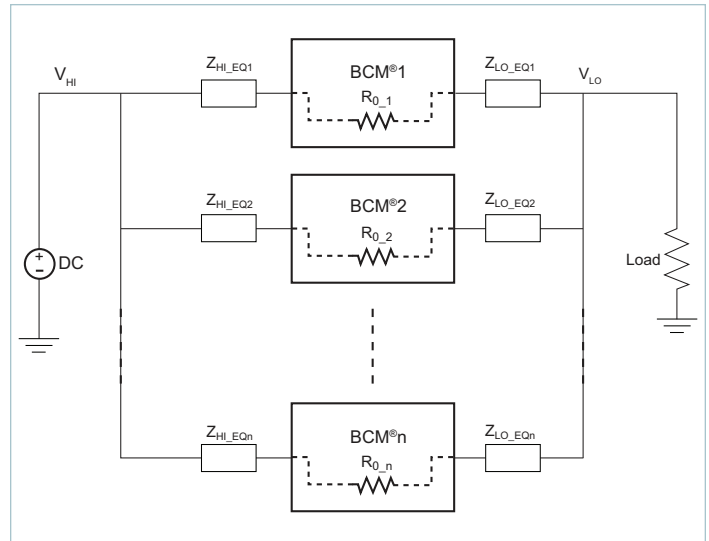 V_HI
Z_HI_EQ1
BCM®1
R_0_1
Z_LO_EQ1
V_LO
Z_HI_EQ2
BCM®2
R_0_2
Z_LO_EQ2
+
-
DC
Load
Z_HI_EQn
BCM®n
R_0_n
Z_LO_EQn